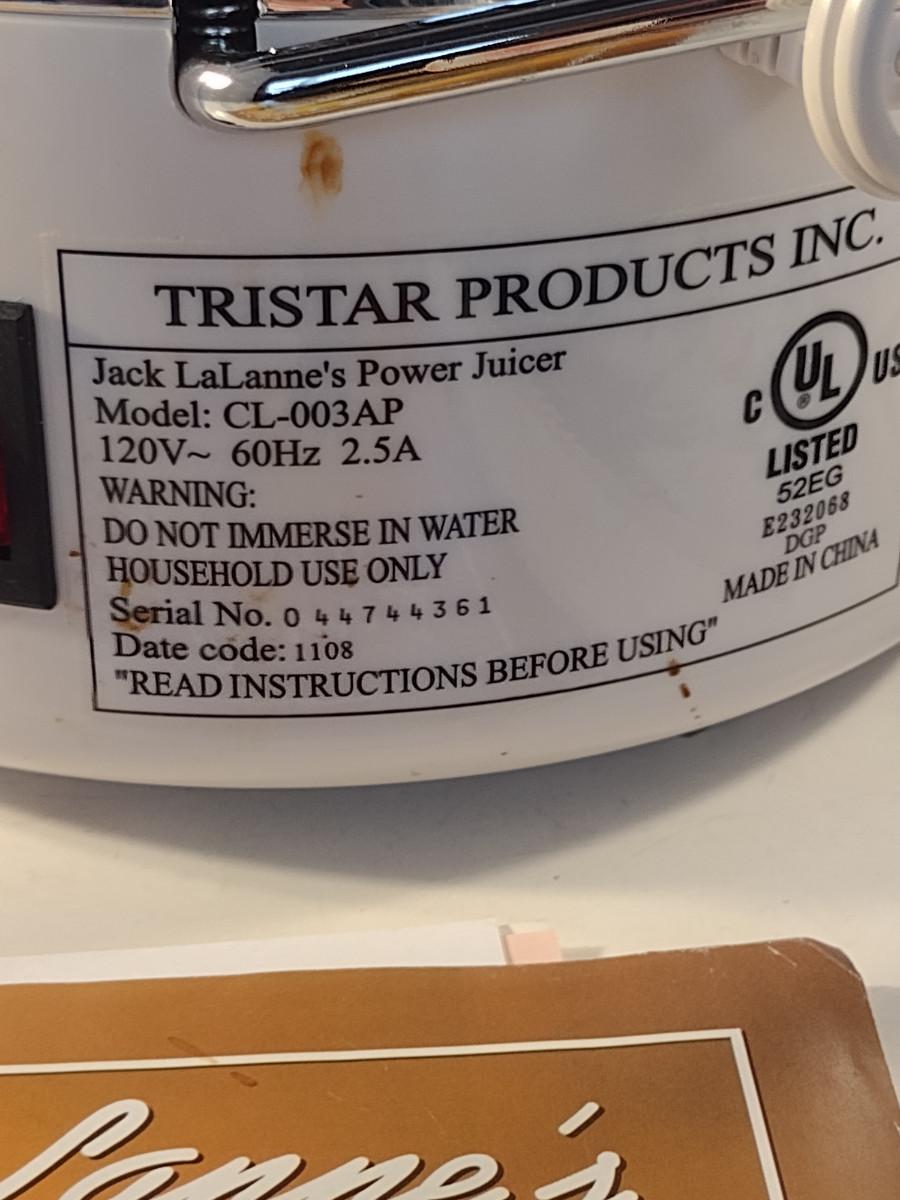 TRISTAR PRODUCTS INC.
Jack LaLanne's Power Juicer
Model: CL-003AP
120V~ 60Hz 2.5A
WARNING:
DO NOT IMMERSE IN WATER
HOUSEHOLD USE ONLY
Serial No. 044744361
Date code: 1108
"READ INSTRUCTIONS BEFORE USING"
C UL® US
LISTED
52EG
E232068
DGP
MADE IN CHINA
Lanne's